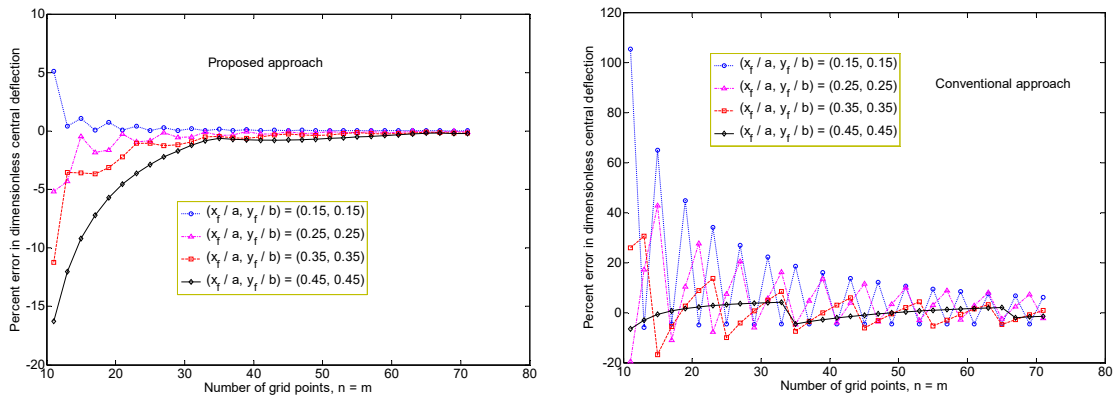 Percent error in dimensionless central deflection
10
5
0
-5
-10
-15
-20
Proposed approach
(x_f / a, y_f / b) = (0.15, 0.15)
(x_f / a, y_f / b) = (0.25, 0.25)
(x_f / a, y_f / b) = (0.35, 0.35)
(x_f / a, y_f / b) = (0.45, 0.45)
10 20 30 40 50 60 70 80
Number of grid points, n = m
Percent error in dimensionless central deflection
120
100
80
60
40
20
0
-20
(x_f / a, y_f / b) = (0.15, 0.15)
(x_f / a, y_f / b) = (0.25, 0.25)
(x_f / a, y_f / b) = (0.35, 0.35)
(x_f / a, y_f / b) = (0.45, 0.45)
Conventional approach
10 20 30 40 50 60 70 80
Number of grid points, n = m